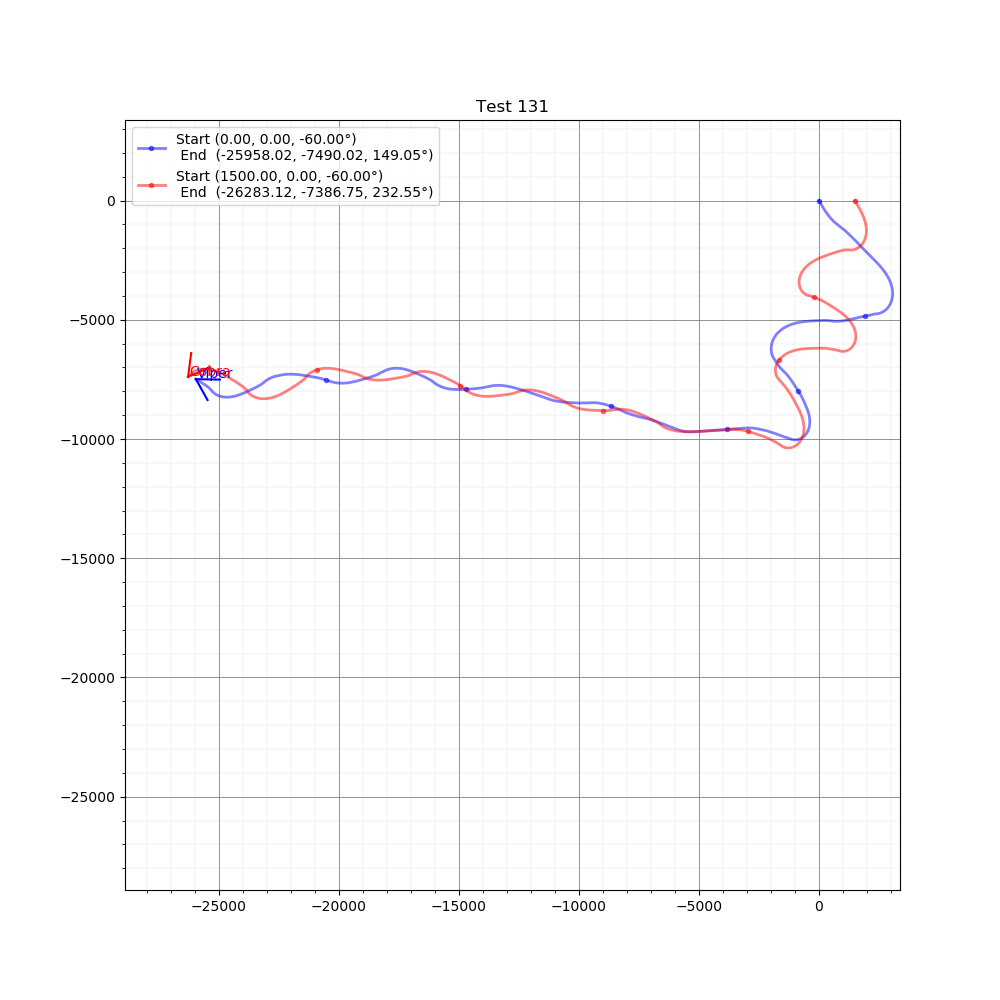 Test 131
Start (0.00, 0.00, -60.00°)
End (-25958.02, -7490.02, 149.05°)
Start (1500.00, 0.00, -60.00°)
End (-26283.12, -7386.75, 232.55°)
0
−5000
−10000
−15000
−20000
−25000
Cobra
Viper
−25000 −20000 −15000 −10000 −5000 0